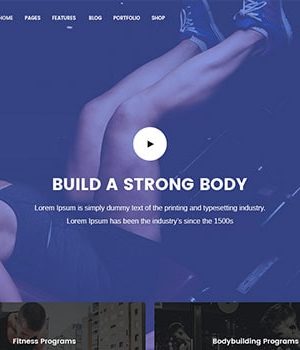 HOME PAGES FEATURES BLOG PORTFOLIO SHOP
BUILD A STRONG BODY
Lorem Ipsum is simply dummy text of the printing and typesetting industry.
Lorem Ipsum has been the industry's since the 1500s
Fitness Programs
Bodybuilding Programs